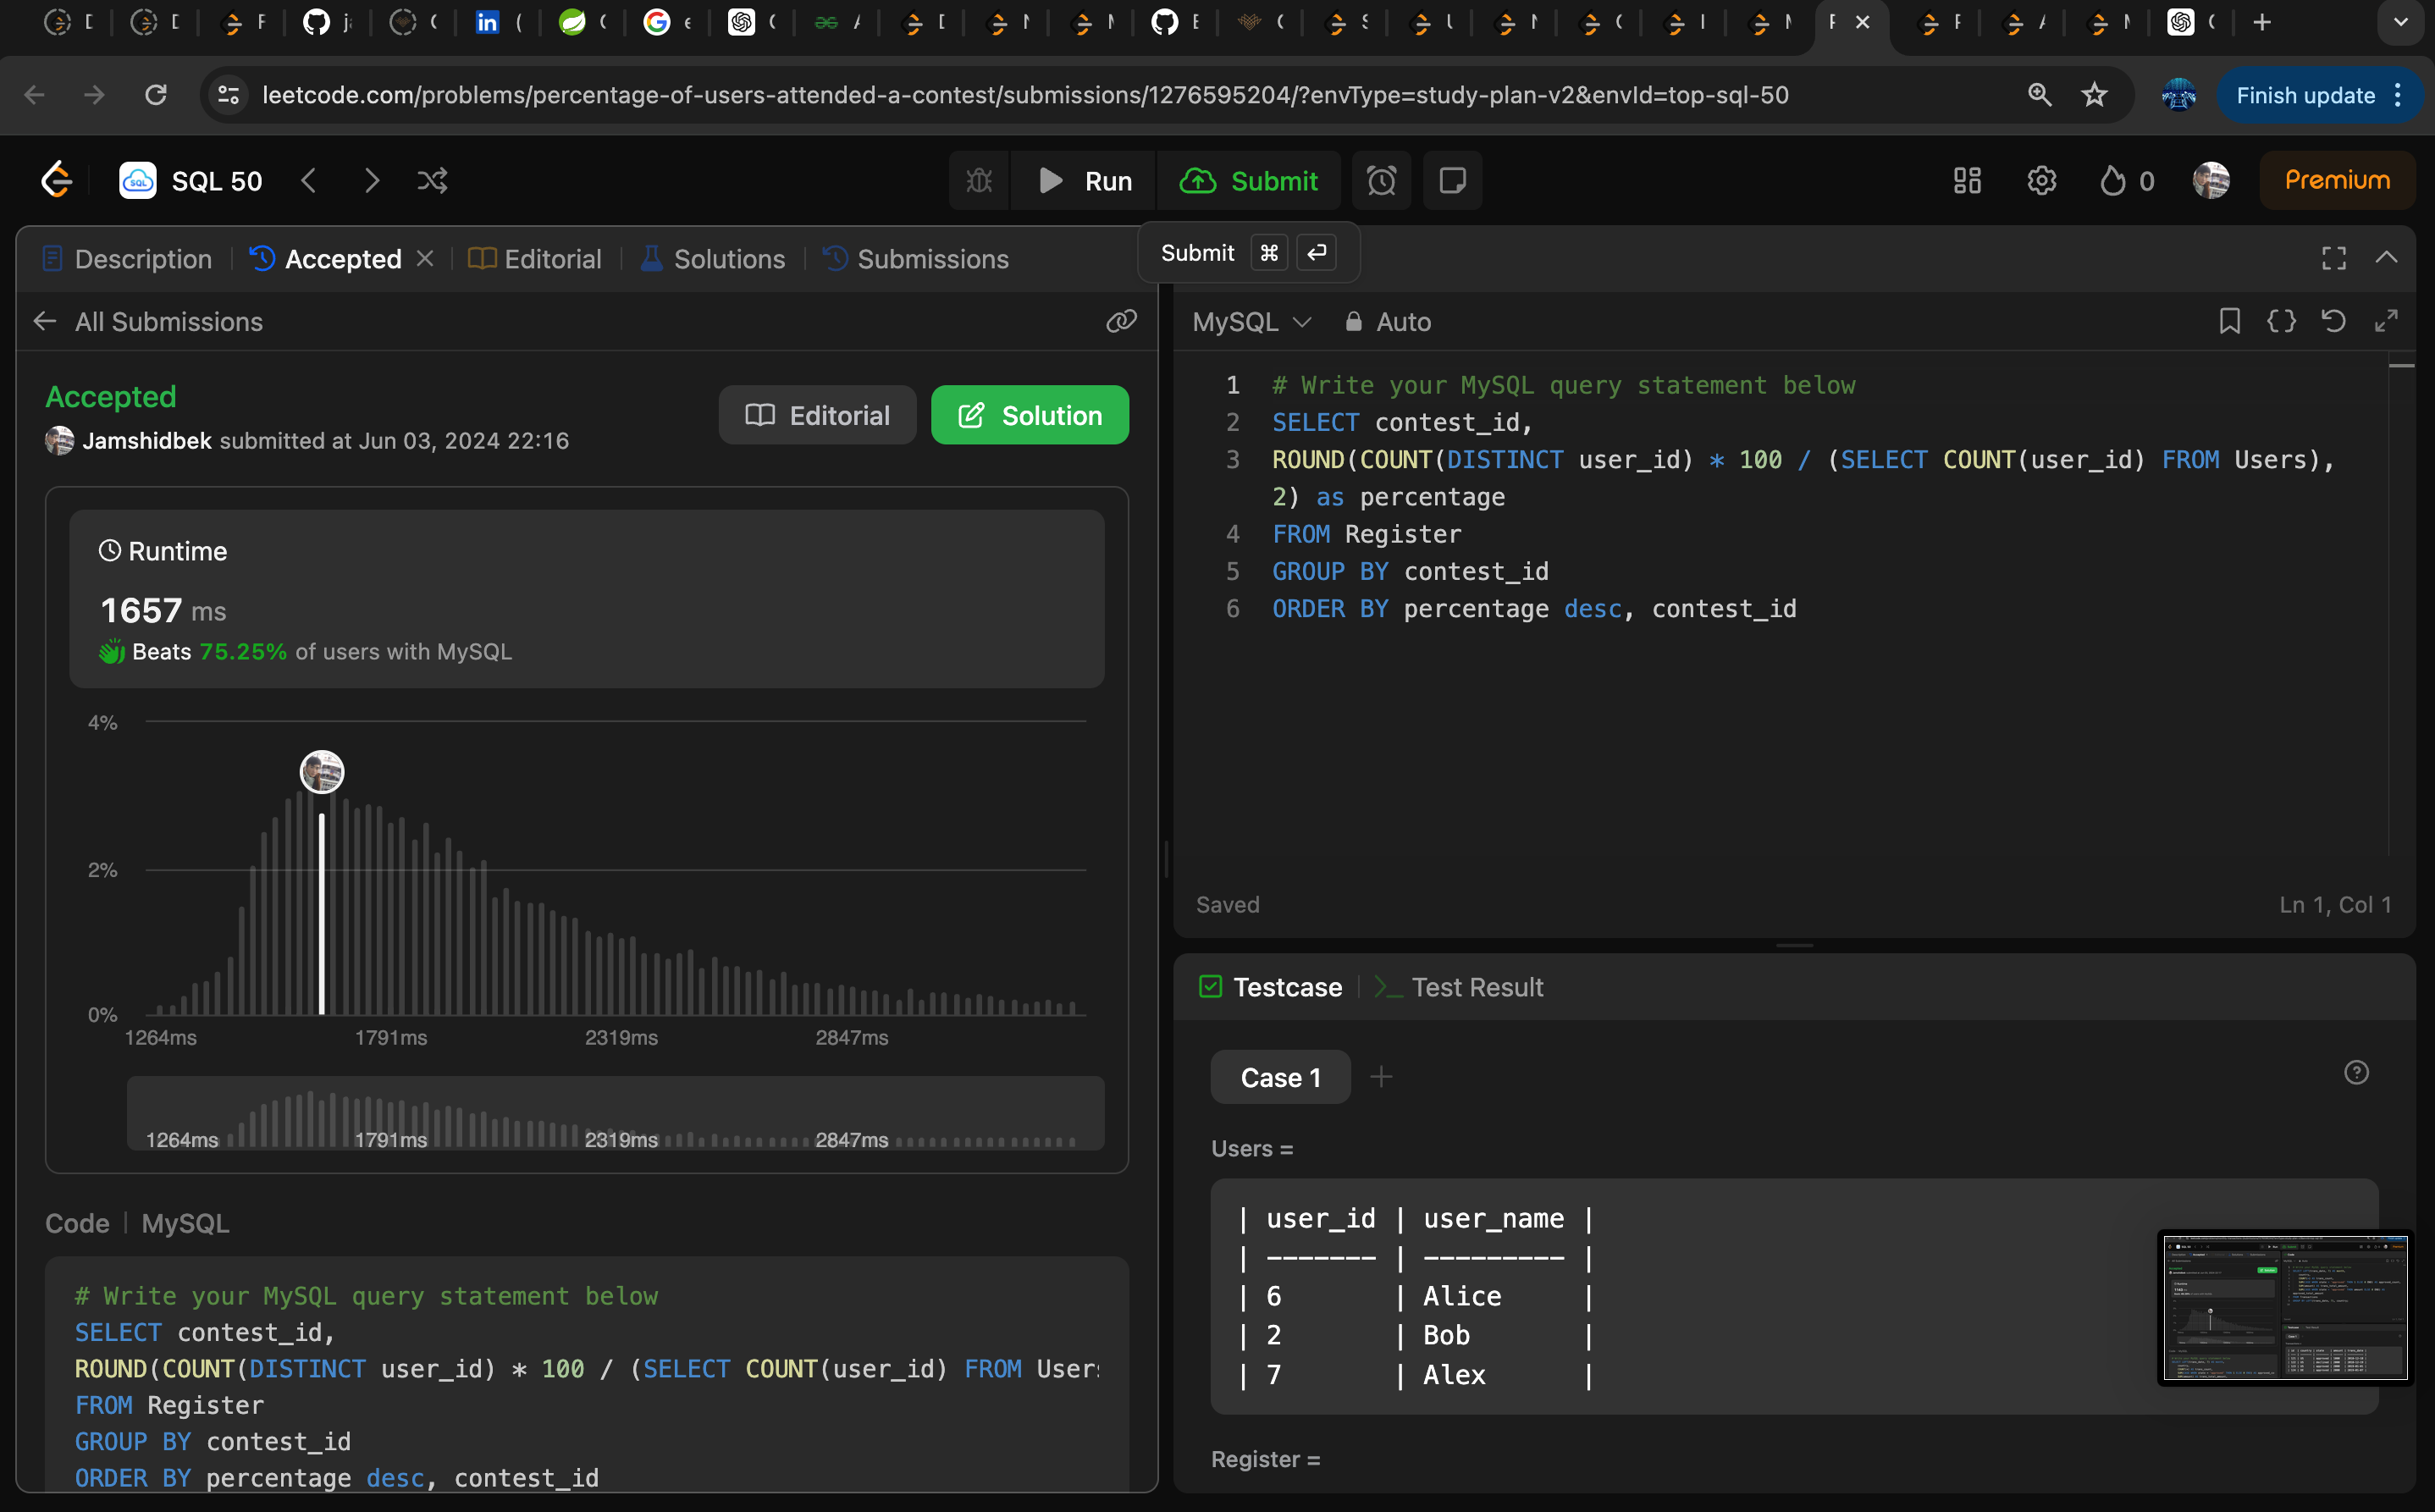 leetcode.com/problems/percentage-of-users-attended-a-contest/submissions/1276595204/?envType=study-plan-v2&envId=top-sql-50
Finish update
SQL 50
Run
Submit
0
Premium
Description
Accepted
Editorial
Solutions
Submissions
Submit ⌘ ↵
All Submissions
MySQL
Auto
Accepted
Jamshidbek submitted at Jun 03, 2024 22:16
Editorial
Solution
Runtime
1657 ms
Beats 75.25% of users with MySQL
4%
2%
0%
1264ms 1791ms 2319ms 2847ms
1264ms 1791ms 2319ms 2847ms
Code | MySQL
# Write your MySQL query statement below
SELECT contest_id,
ROUND(COUNT(DISTINCT user_id) * 100 / (SELECT COUNT(user_id) FROM Users
FROM Register
GROUP BY contest_id
ORDER BY percentage desc, contest_id
1 # Write your MySQL query statement below
2 SELECT contest_id,
3 ROUND(COUNT(DISTINCT user_id) * 100 / (SELECT COUNT(user_id) FROM Users),
2) as percentage
4 FROM Register
5 GROUP BY contest_id
6 ORDER BY percentage desc, contest_id
Saved
Ln 1, Col 1
Testcase
Test Result
Case 1
Users =
| user_id | user_name |
| ------- | --------- |
| 6 | Alice |
| 2 | Bob |
| 7 | Alex |
Register =